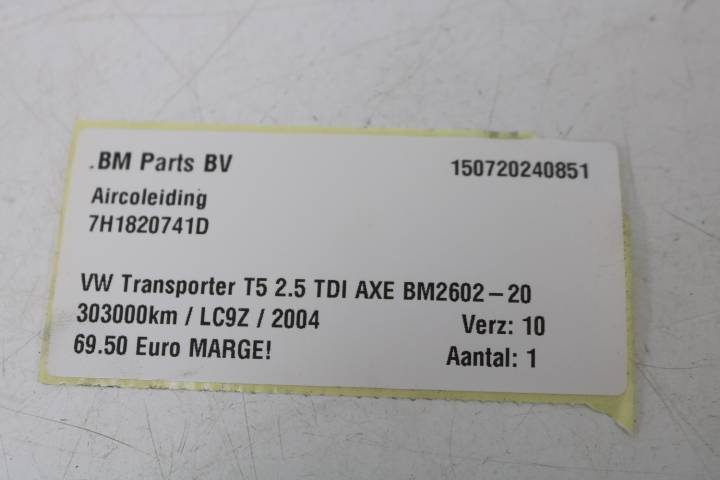 .BM Parts BV 150720240851
Aircoleiding
7H1820741D
VW Transporter T5 2.5 TDI AXE BM2602-20
303000km / LC9Z / 2004 Verz: 10
69.50 Euro MARGE! Aantal: 1